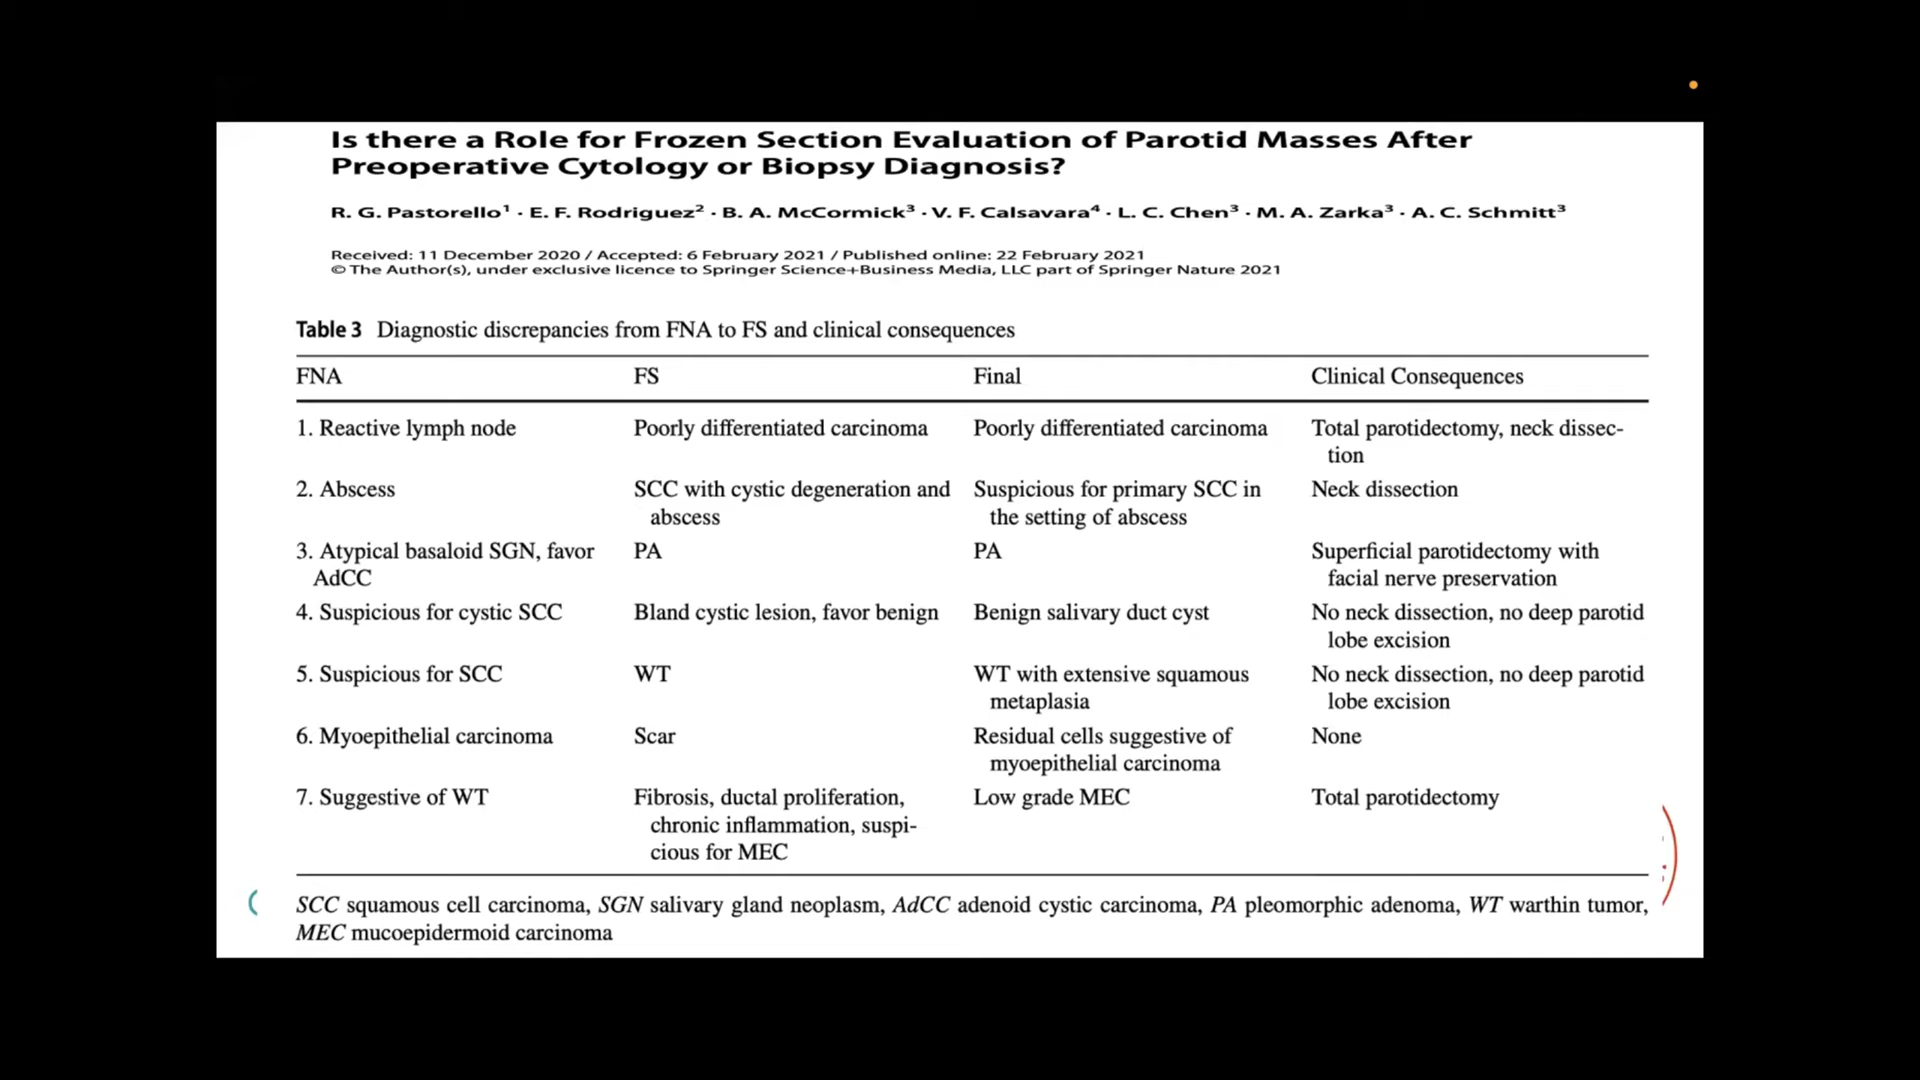 Is there a Role for Frozen Section Evaluation of Parotid Masses After
Preoperative Cytology or Biopsy Diagnosis?
R. G. Pastorello¹ · E. F. Rodriguez² · B. A. McCormick³ · V. F. Calsavara⁴ · L. C. Chen³ · M. A. Zarka³ · A. C. Schmitt³
Received: 11 December 2020 / Accepted: 6 February 2021 / Published online: 22 February 2021
© The Author(s), under exclusive licence to Springer Science+Business Media, LLC part of Springer Nature 2021
Table 3 Diagnostic discrepancies from FNA to FS and clinical consequences
FNA FS Final Clinical Consequences
1. Reactive lymph node Poorly differentiated carcinoma Poorly differentiated carcinoma Total parotidectomy, neck dissec-
tion
2. Abscess SCC with cystic degeneration and Suspicious for primary SCC in Neck dissection
abscess the setting of abscess
3. Atypical basaloid SGN, favor PA PA Superficial parotidectomy with
AdCC facial nerve preservation
4. Suspicious for cystic SCC Bland cystic lesion, favor benign Benign salivary duct cyst No neck dissection, no deep parotid
lobe excision
5. Suspicious for SCC WT WT with extensive squamous No neck dissection, no deep parotid
metaplasia lobe excision
6. Myoepithelial carcinoma Scar Residual cells suggestive of None
myoepithelial carcinoma
7. Suggestive of WT Fibrosis, ductal proliferation, Low grade MEC Total parotidectomy
chronic inflammation, suspi-
cious for MEC
SCC squamous cell carcinoma, SGN salivary gland neoplasm, AdCC adenoid cystic carcinoma, PA pleomorphic adenoma, WT warthin tumor,
MEC mucoepidermoid carcinoma